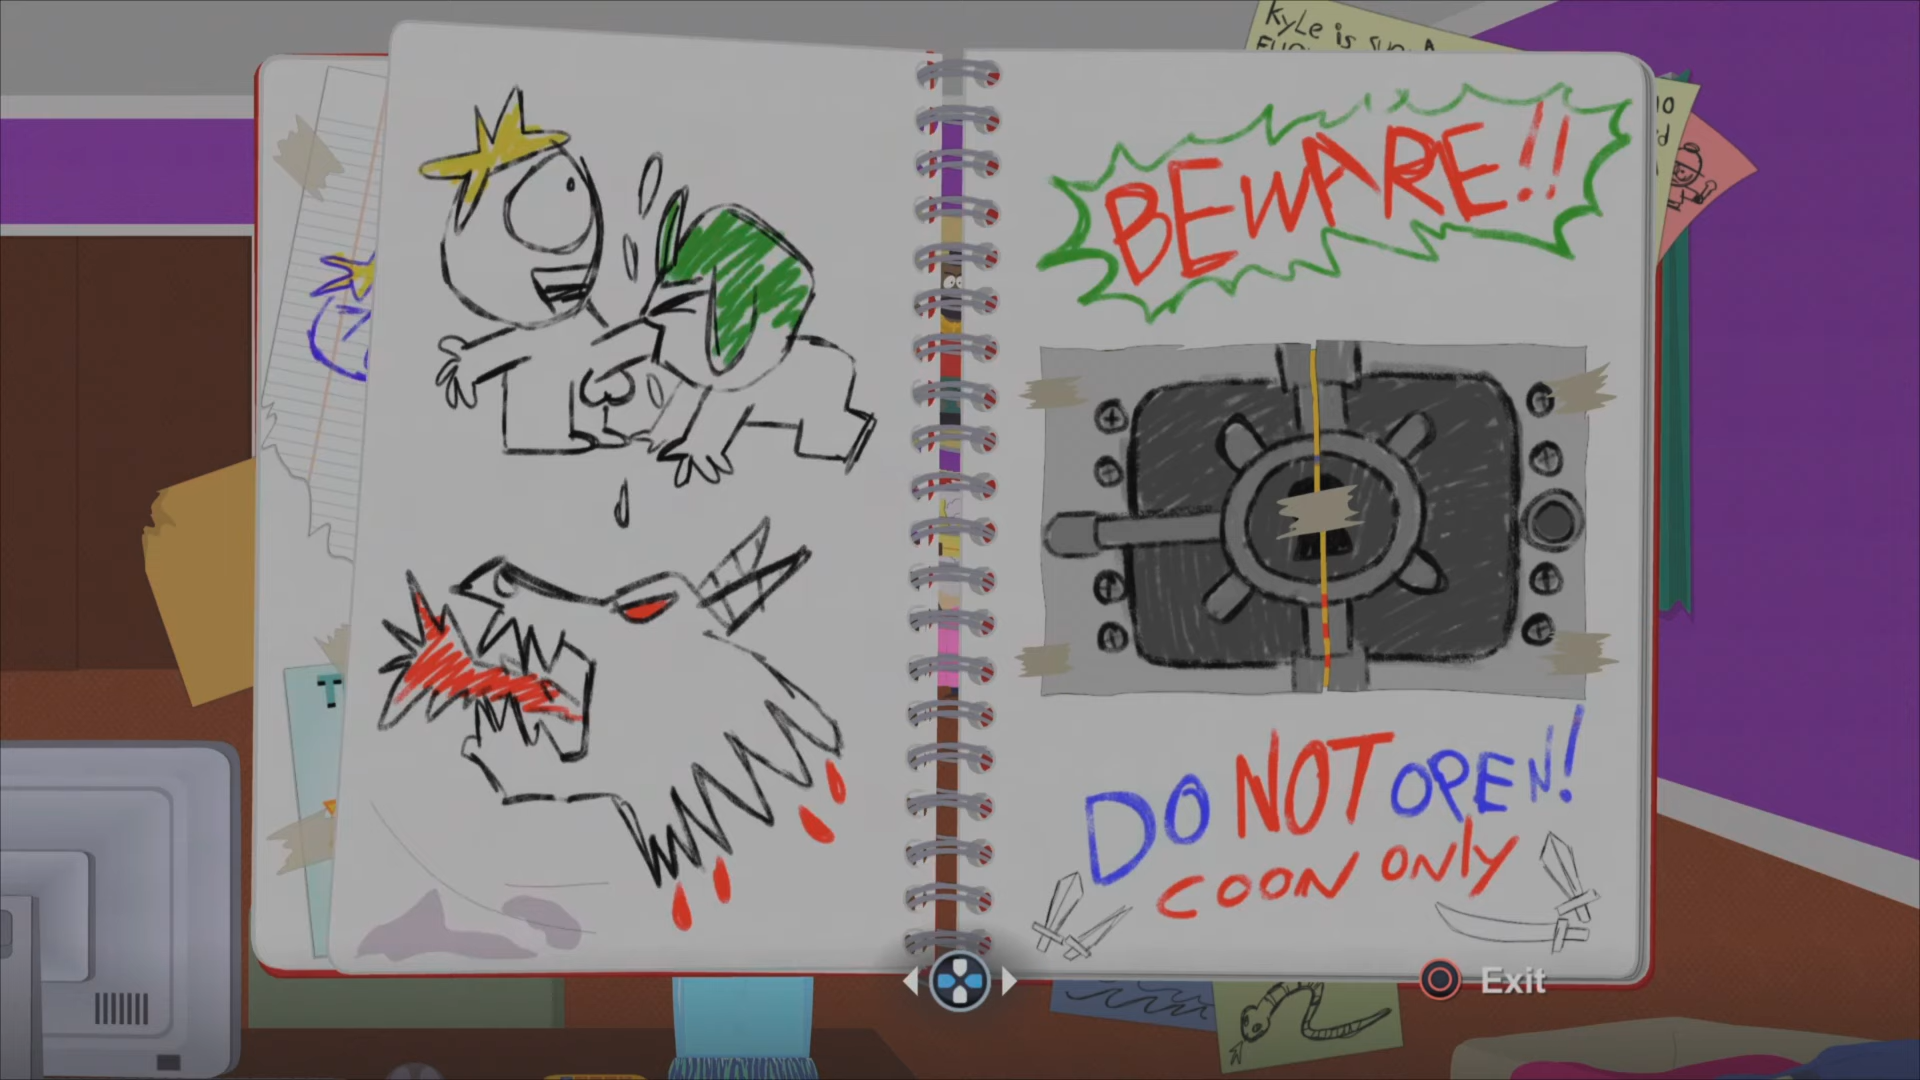 KYLE is
BEWARE!!
DO NOT OPEN!
COON ONLY
T
Exit